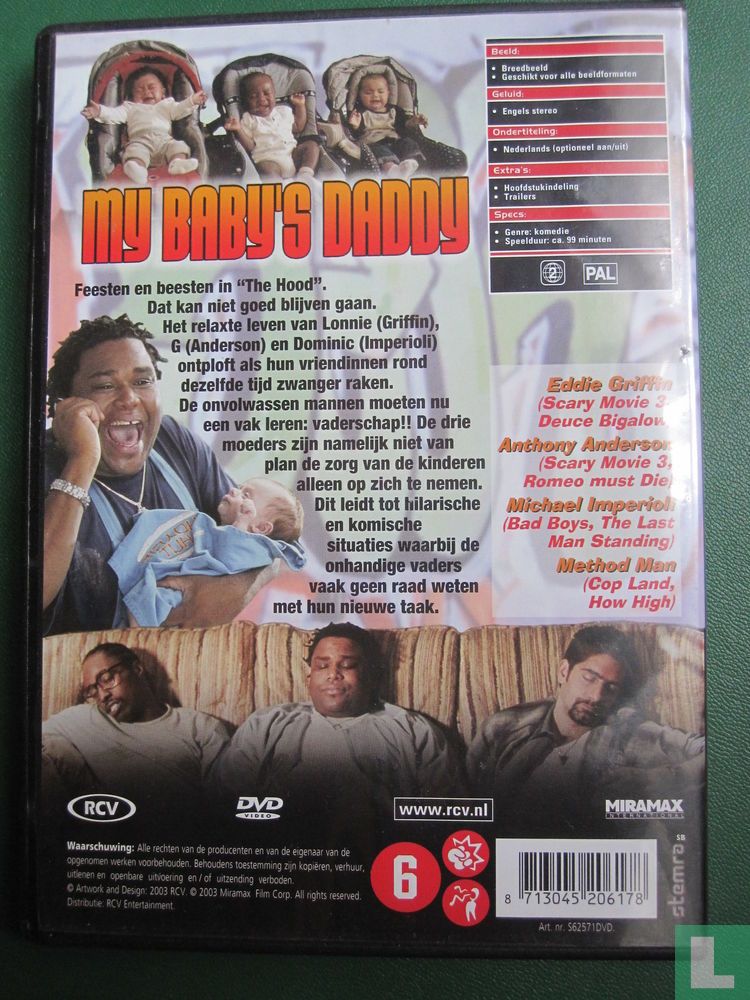 Beeld:
• Breedbeeld
• Geschikt voor alle beeldformaten
Geluid:
• Engels stereo
Ondertiteling:
• Nederlands (optioneel aan/uit)
Extra's:
• Hoofdstukindeling
• Trailers
Specs:
• Genre: komedie
• Speelduur: ca. 99 minuten
2
PAL
MY BABY'S DADDY
Feesten en beesten in “The Hood”.
Dat kan niet goed blijven gaan.
Het relaxte leven van Lonnie (Griffin),
G (Anderson) en Dominic (Imperioli)
ontploft als hun vriendinnen rond
dezelfde tijd zwanger raken.
De onvolwassen mannen moeten nu
een vak leren: vaderschap!! De drie
moeders zijn namelijk niet van
plan de zorg van de kinderen
alleen op zich te nemen.
Dit leidt tot hilarische
en komische
situaties waarbij de
onhandige vaders
vaak geen raad weten
met hun nieuwe taak.
Eddie Griffin
(Scary Movie 3,
Deuce Bigalow)
Anthony Anderson
(Scary Movie 3,
Romeo must Die)
Michael Imperioli
(Bad Boys, The Last
Man Standing)
Method Man
(Cop Land,
How High)
RCV
DVD
VIDEO
www.rcv.nl
MIRAMAX
INTERNATIONAL
Waarschuwing: Alle rechten van de producenten en van de eigenaar van de
opgenomen werken voorbehouden. Behoudens toestemming zijn kopiëren, verhuur,
uitlenen en openbare uitvoering en / of uitzending verboden.
© Artwork and Design: 2003 RCV. © 2003 Miramax Film Corp. All rights reserved.
Distributie: RCV Entertainment.
6
8 713045 206178
Art. nr. S62571DVD.
SB
stemra
L